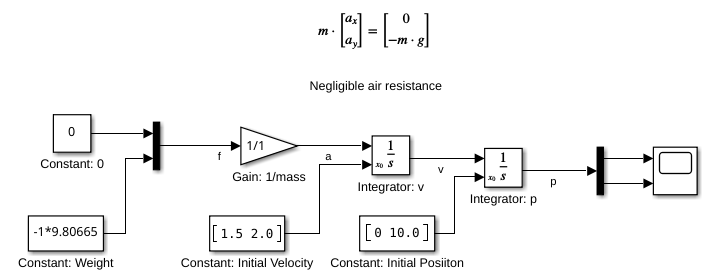 m · [a_x a_y] = [0 −m · g]
Negligible air resistance
0
Constant: 0
f
1/1
Gain: 1/mass
a
1/s
x₀
Integrator: v
v
1/s
x₀
Integrator: p
p
-1*9.80665
Constant: Weight
[ 1.5 2.0 ]
Constant: Initial Velocity
[ 0 10.0 ]
Constant: Initial Posiiton